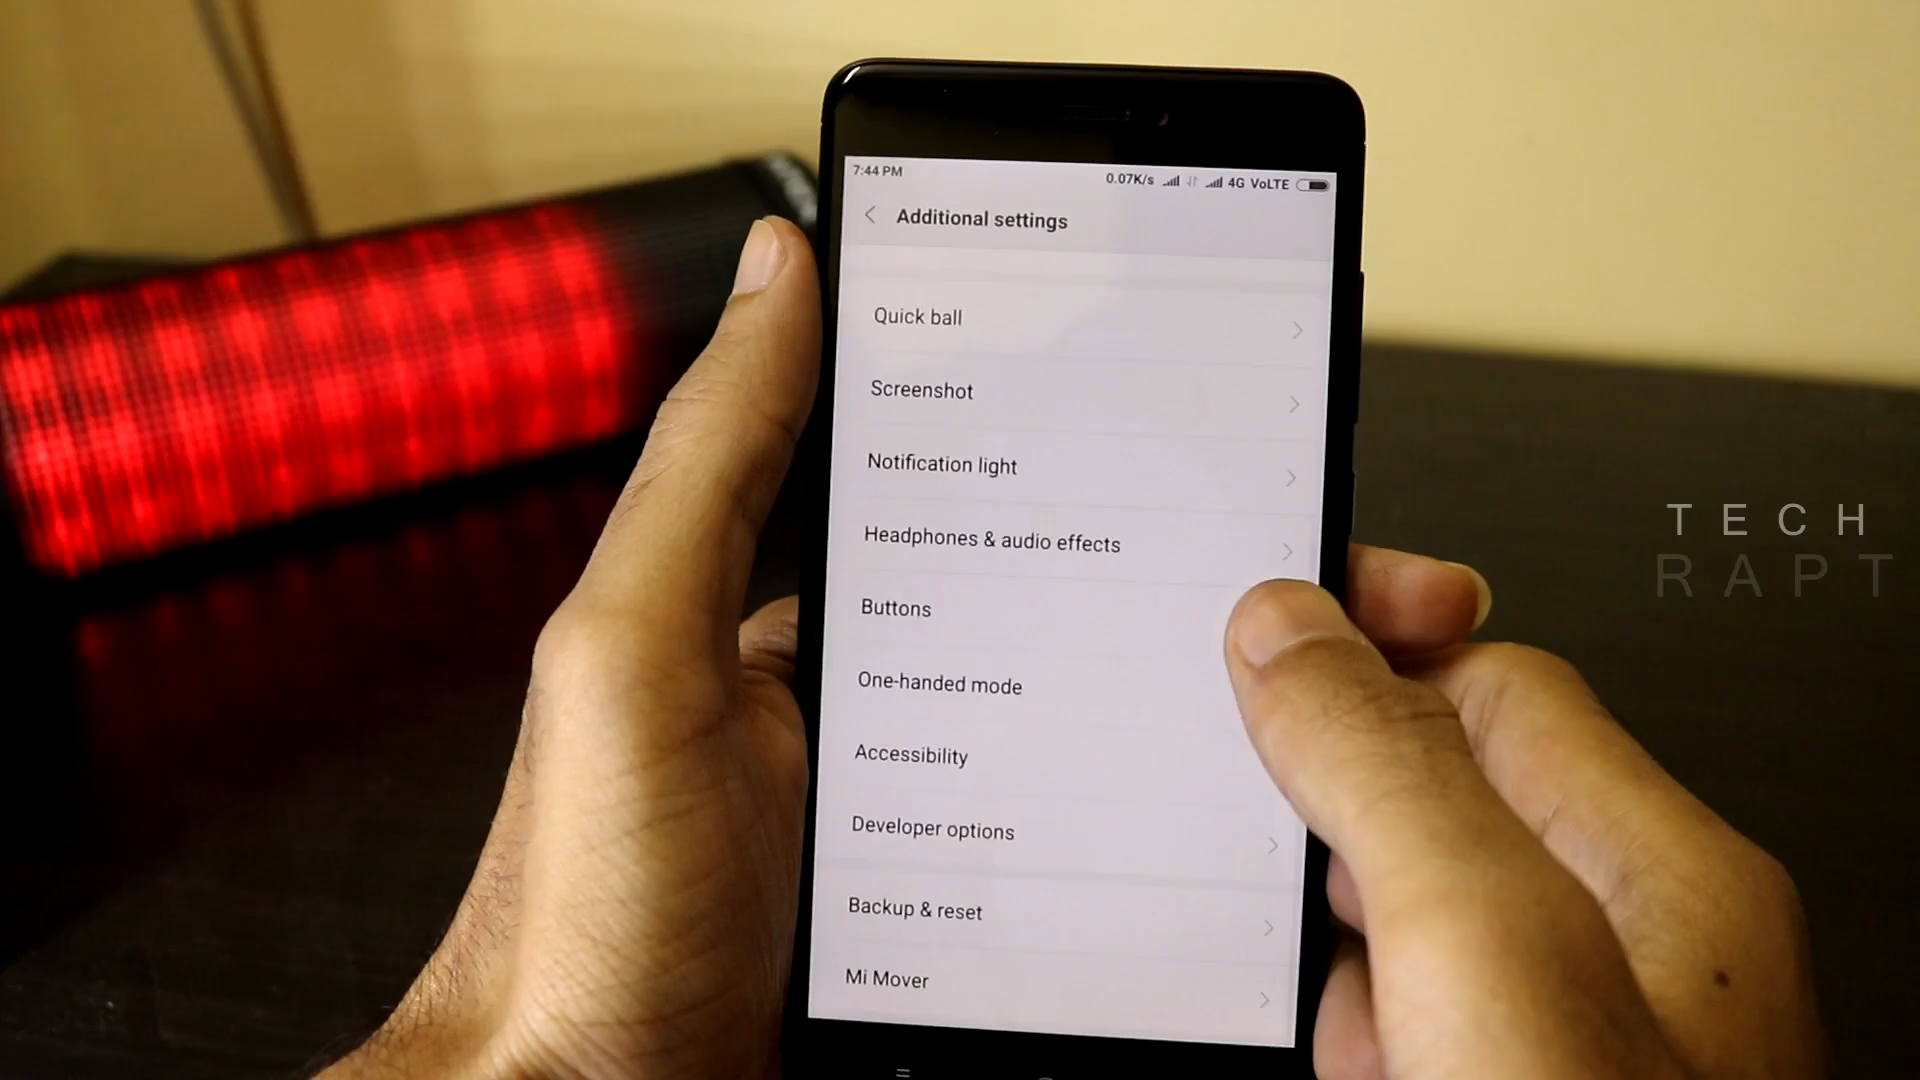 7:44 PM
0.07K/s 4G VoLTE
Additional settings
Quick ball
Screenshot
Notification light
Headphones & audio effects
Buttons
One-handed mode
Accessibility
Developer options
Backup & reset
Mi Mover
TECH
RAPT